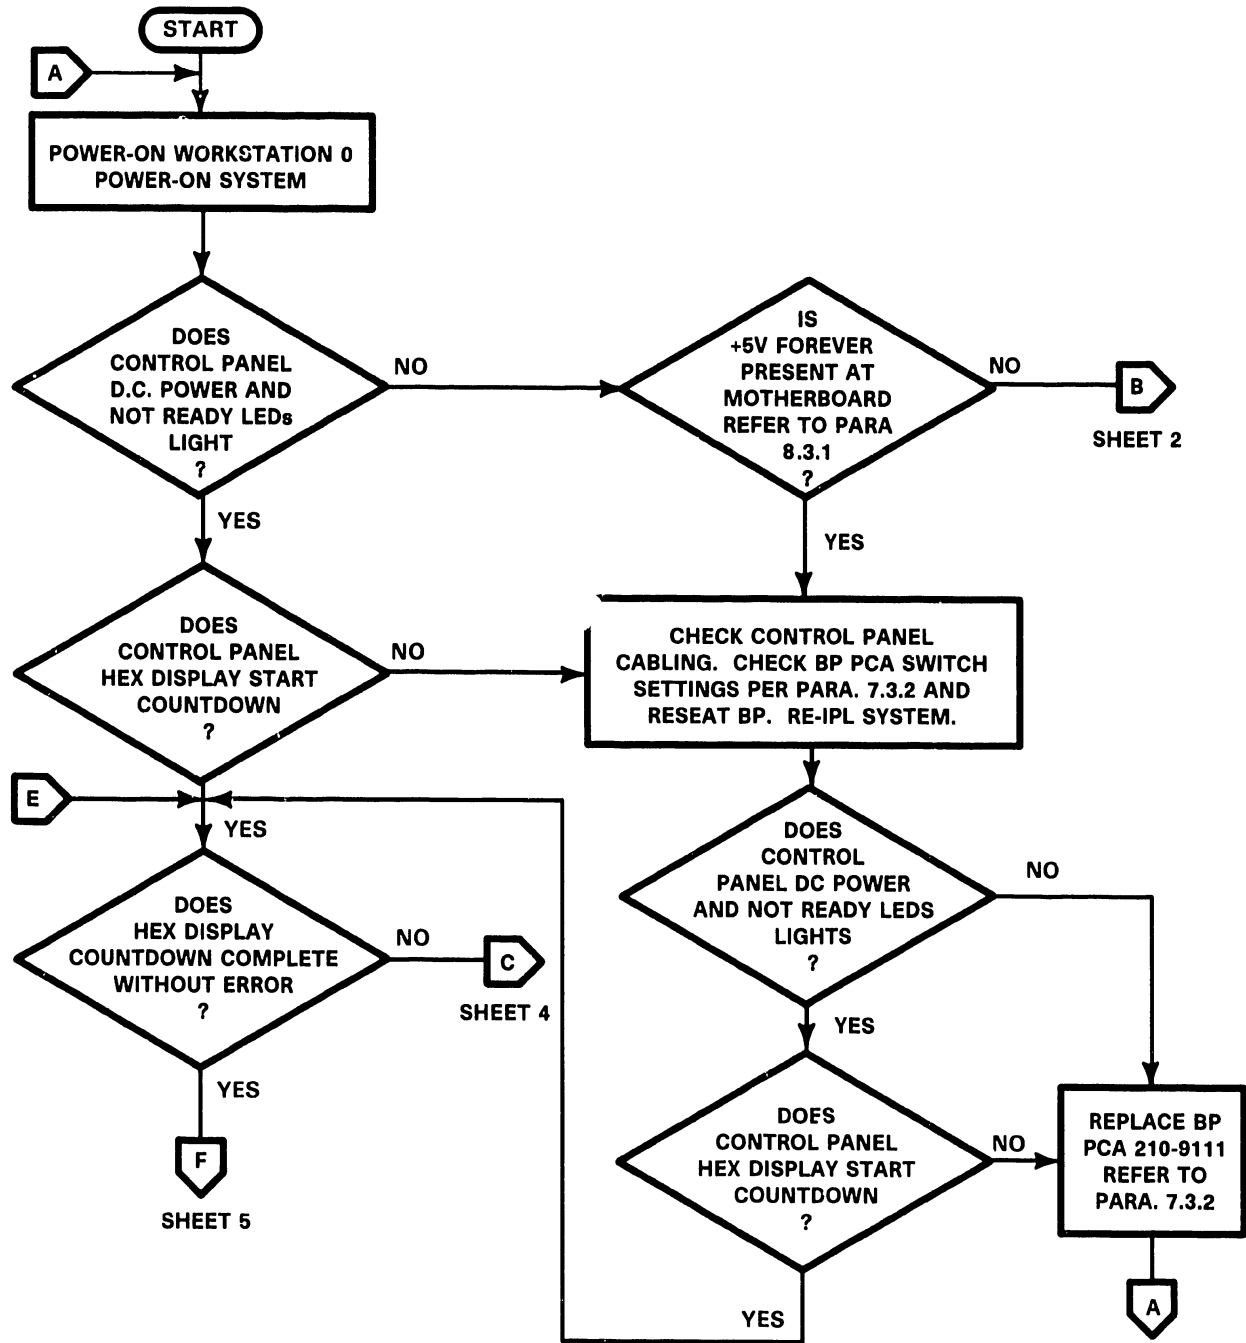 START
A
POWER-ON WORKSTATION 0
POWER-ON SYSTEM
DOES
CONTROL PANEL
D.C. POWER AND
NOT READY LEDs
LIGHT
?
NO
IS
+5V FOREVER
PRESENT AT
MOTHERBOARD
REFER TO PARA
8.3.1
?
NO
B
SHEET 2
YES
YES
DOES
CONTROL PANEL
HEX DISPLAY START
COUNTDOWN
?
NO
CHECK CONTROL PANEL
CABLING. CHECK BP PCA SWITCH
SETTINGS PER PARA. 7.3.2 AND
RESEAT BP. RE-IPL SYSTEM.
E
YES
DOES
HEX DISPLAY
COUNTDOWN COMPLETE
WITHOUT ERROR
?
NO
C
SHEET 4
YES
F
SHEET 5
DOES
CONTROL
PANEL DC POWER
AND NOT READY LEDS
LIGHTS
?
NO
YES
DOES
CONTROL PANEL
HEX DISPLAY START
COUNTDOWN
?
NO
YES
REPLACE BP
PCA 210-9111
REFER TO
PARA. 7.3.2
A